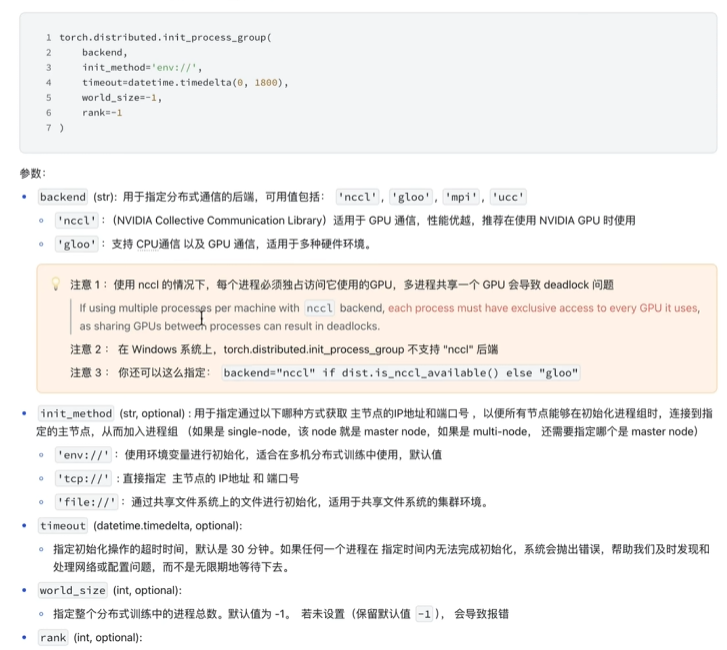 1 torch.distributed.init_process_group(
2 backend,
3 init_method='env://',
4 timeout=datetime.timedelta(0, 1800),
5 world_size=-1,
6 rank=-1
7 )
参数：
backend (str): 用于指定分布式通信的后端，可用值包括： 'nccl', 'gloo', 'mpi', 'ucc'
'nccl'：（NVIDIA Collective Communication Library）适用于 GPU 通信，性能优越，推荐在使用 NVIDIA GPU 时使用
'gloo'：支持 CPU通信 以及 GPU 通信，适用于多种硬件环境。
注意 1： 使用 nccl 的情况下，每个进程必须独占访问它使用的GPU，多进程共享一个 GPU 会导致 deadlock 问题
If using multiple processes per machine with nccl backend, each process must have exclusive access to every GPU it uses,
as sharing GPUs between processes can result in deadlocks.
注意 2： 在 Windows 系统上，torch.distributed.init_process_group 不支持 "nccl" 后端
注意 3： 你还可以这么指定： backend="nccl" if dist.is_nccl_available() else "gloo"
init_method (str, optional) : 用于指定通过以下哪种方式获取 主节点的IP地址和端口号 ，以便所有节点能够在初始化进程组时，连接到指
定的主节点，从而加入进程组 （如果是 single-node，该 node 就是 master node，如果是 multi-node， 还需要指定哪个是 master node）
'env://'： 使用环境变量进行初始化，适合在多机分布式训练中使用，默认值
'tcp://' : 直接指定 主节点的 IP地址 和 端口号
'file://'： 通过共享文件系统上的文件进行初始化，适用于共享文件系统的集群环境。
timeout (datetime.timedelta, optional):
指定初始化操作的超时时间，默认是 30 分钟。如果任何一个进程在 指定时间内无法完成初始化，系统会抛出错误，帮助我们及时发现和
处理网络或配置问题，而不是无限期地等待下去。
world_size (int, optional):
指定整个分布式训练中的进程总数。默认值为 -1。 若未设置（保留默认值 -1）， 会导致报错
rank (int, optional):